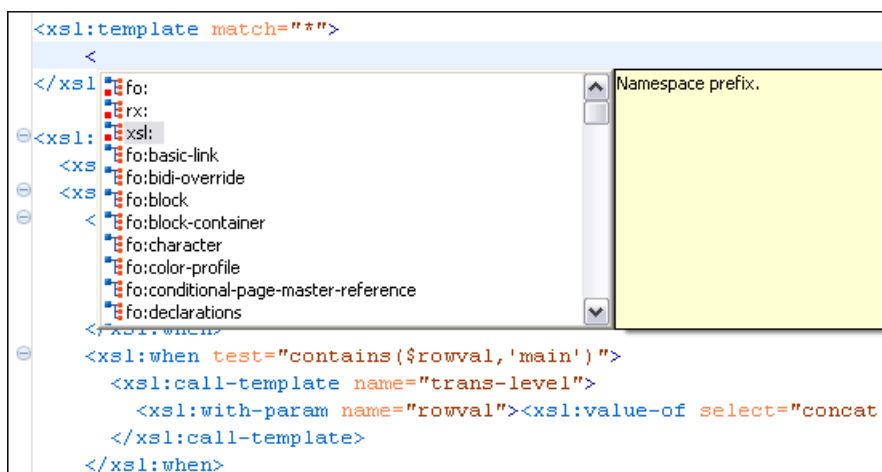 <xsl:template match="*">
<
</xsl
fo:
Namespace prefix.
rx:
xsl:
<xsl:
fo:basic-link
<xs
fo:bidi-override
<xs
fo:block
<
fo:block-container
fo:character
fo:color-profile
fo:conditional-page-master-reference
fo:declarations
</xsl:when>
<xsl:when test="contains($rowval,'main')">
<xsl:call-template name="trans-level">
<xsl:with-param name="rowval"><xsl:value-of select="concat
</xsl:call-template>
</xsl:when>